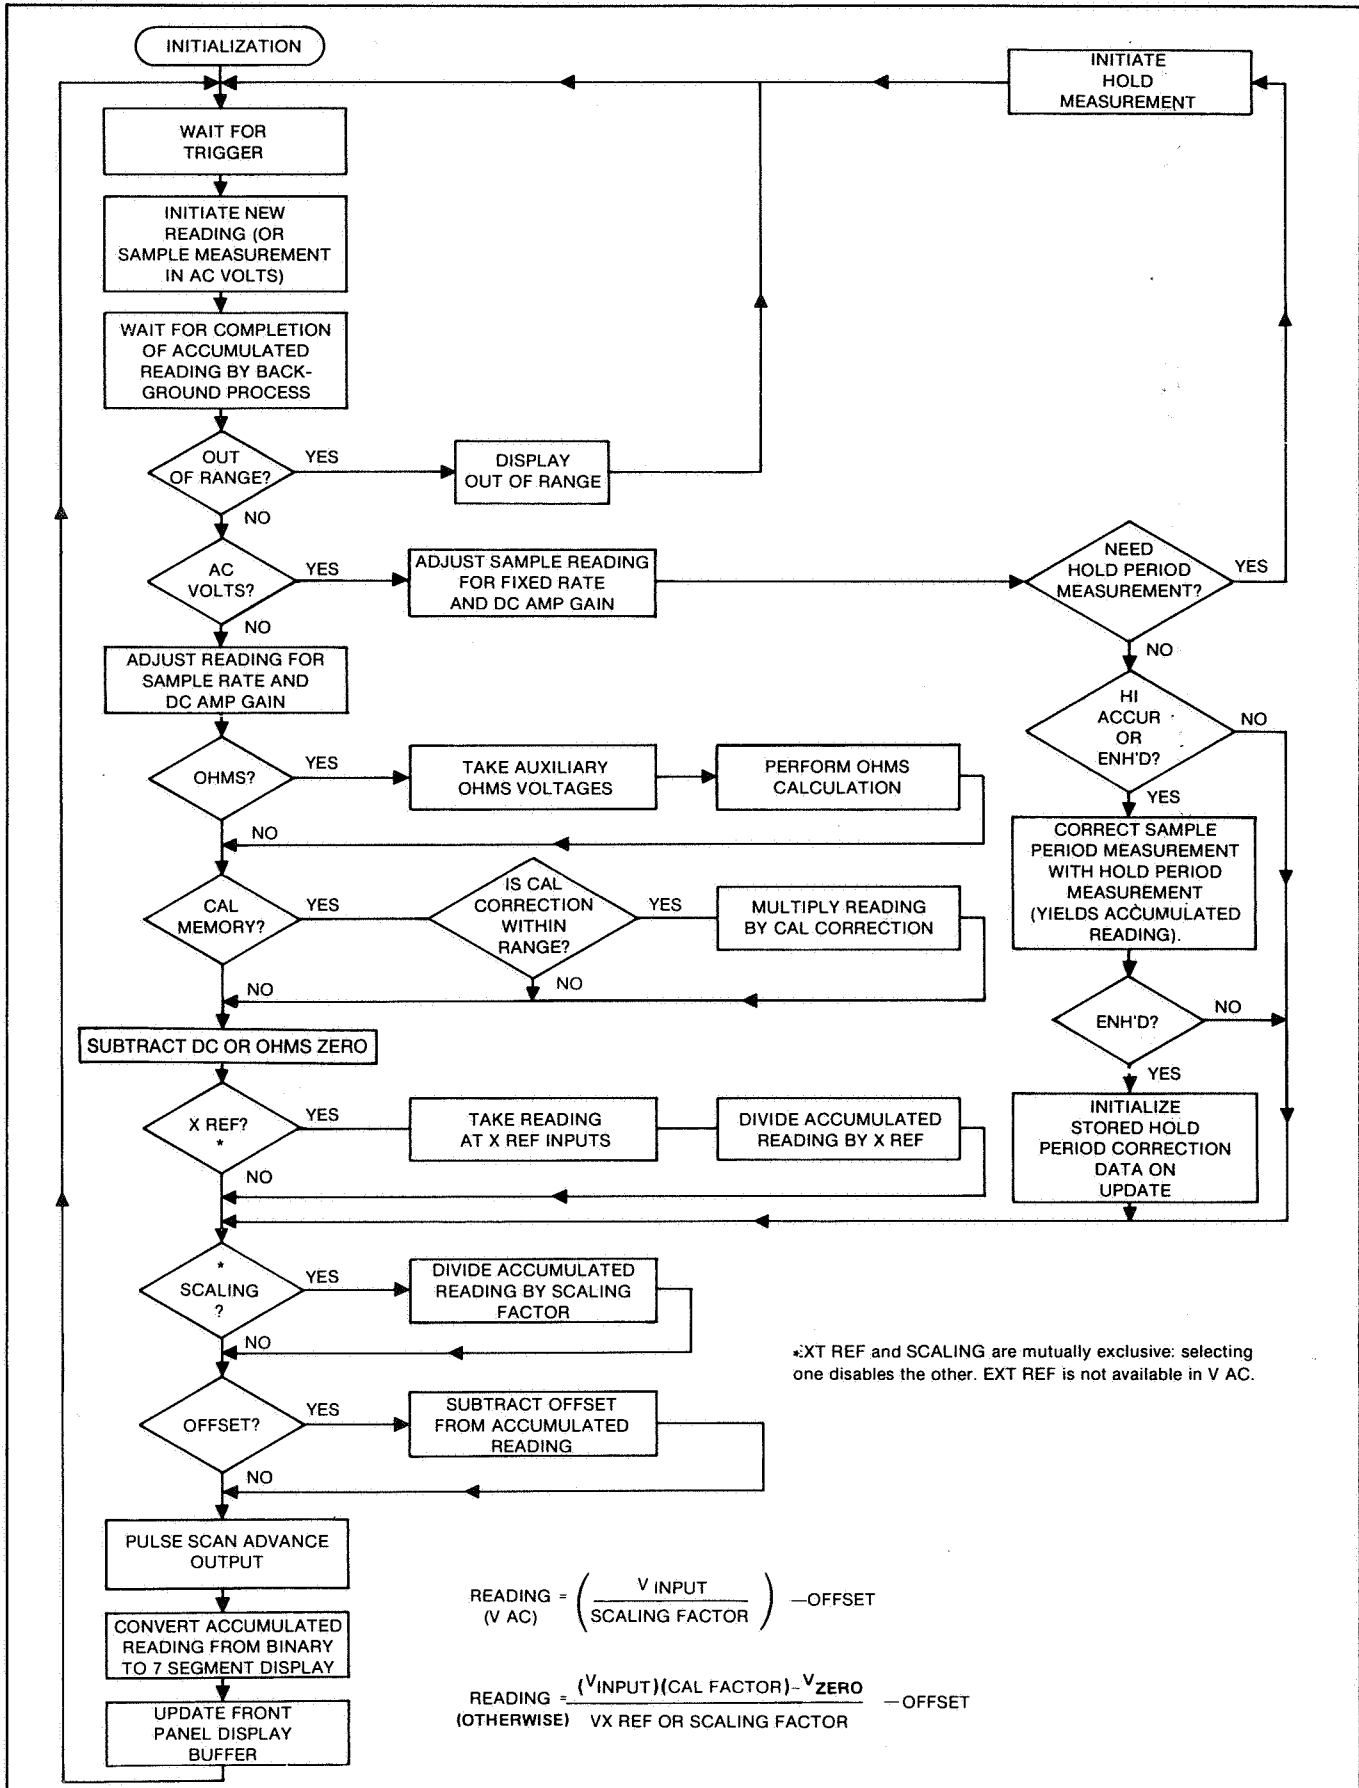 INITIALIZATION
INITIATE
HOLD
MEASUREMENT
WAIT FOR
TRIGGER
INITIATE NEW
READING (OR
SAMPLE MEASUREMENT
IN AC VOLTS)
WAIT FOR COMPLETION
OF ACCUMULATED
READING BY BACK-
GROUND PROCESS
OUT
OF RANGE?
YES
DISPLAY
OUT OF RANGE
NO
AC
VOLTS?
YES
ADJUST SAMPLE READING
FOR FIXED RATE
AND DC AMP GAIN
NEED
HOLD PERIOD
MEASUREMENT?
YES
NO
NO
ADJUST READING FOR
SAMPLE RATE AND
DC AMP GAIN
HI
ACCUR
OR
ENH'D?
NO
YES
OHMS?
YES
TAKE AUXILIARY
OHMS VOLTAGES
PERFORM OHMS
CALCULATION
NO
CORRECT SAMPLE
PERIOD MEASUREMENT
WITH HOLD PERIOD
MEASUREMENT
(YIELDS ACCUMULATED
READING).
CAL
MEMORY?
YES
IS CAL
CORRECTION
WITHIN
RANGE?
YES
MULTIPLY READING
BY CAL CORRECTION
NO
NO
ENH'D?
NO
YES
SUBTRACT DC OR OHMS ZERO
X REF?
*
YES
TAKE READING
AT X REF INPUTS
DIVIDE ACCUMULATED
READING BY X REF
NO
INITIALIZE
STORED HOLD
PERIOD CORRECTION
DATA ON
UPDATE
*
SCALING
?
YES
DIVIDE ACCUMULATED
READING BY SCALING
FACTOR
NO
*EXT REF and SCALING are mutually exclusive: selecting
one disables the other. EXT REF is not available in V AC.
OFFSET?
YES
SUBTRACT OFFSET
FROM ACCUMULATED
READING
NO
PULSE SCAN ADVANCE
OUTPUT
CONVERT ACCUMULATED
READING FROM BINARY
TO 7 SEGMENT DISPLAY
UPDATE FRONT
PANEL DISPLAY
BUFFER
READING (V AC) = (V INPUT / SCALING FACTOR) —OFFSET
READING (OTHERWISE) = (VINPUT)(CAL FACTOR)-VZERO / VX REF OR SCALING FACTOR —OFFSET